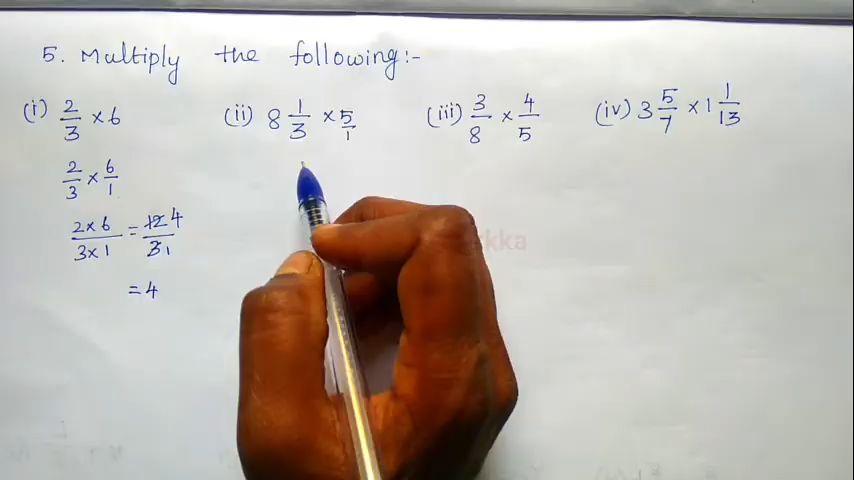 5. Multiply the following:-
(i) 2/3 × 6 (ii) 8 1/3 × 5/1 (iii) 3/8 × 4/5 (iv) 3 5/7 × 1 1/13
2/3 × 6/1
2×6/3×1 = 12 4/3 1
= 4